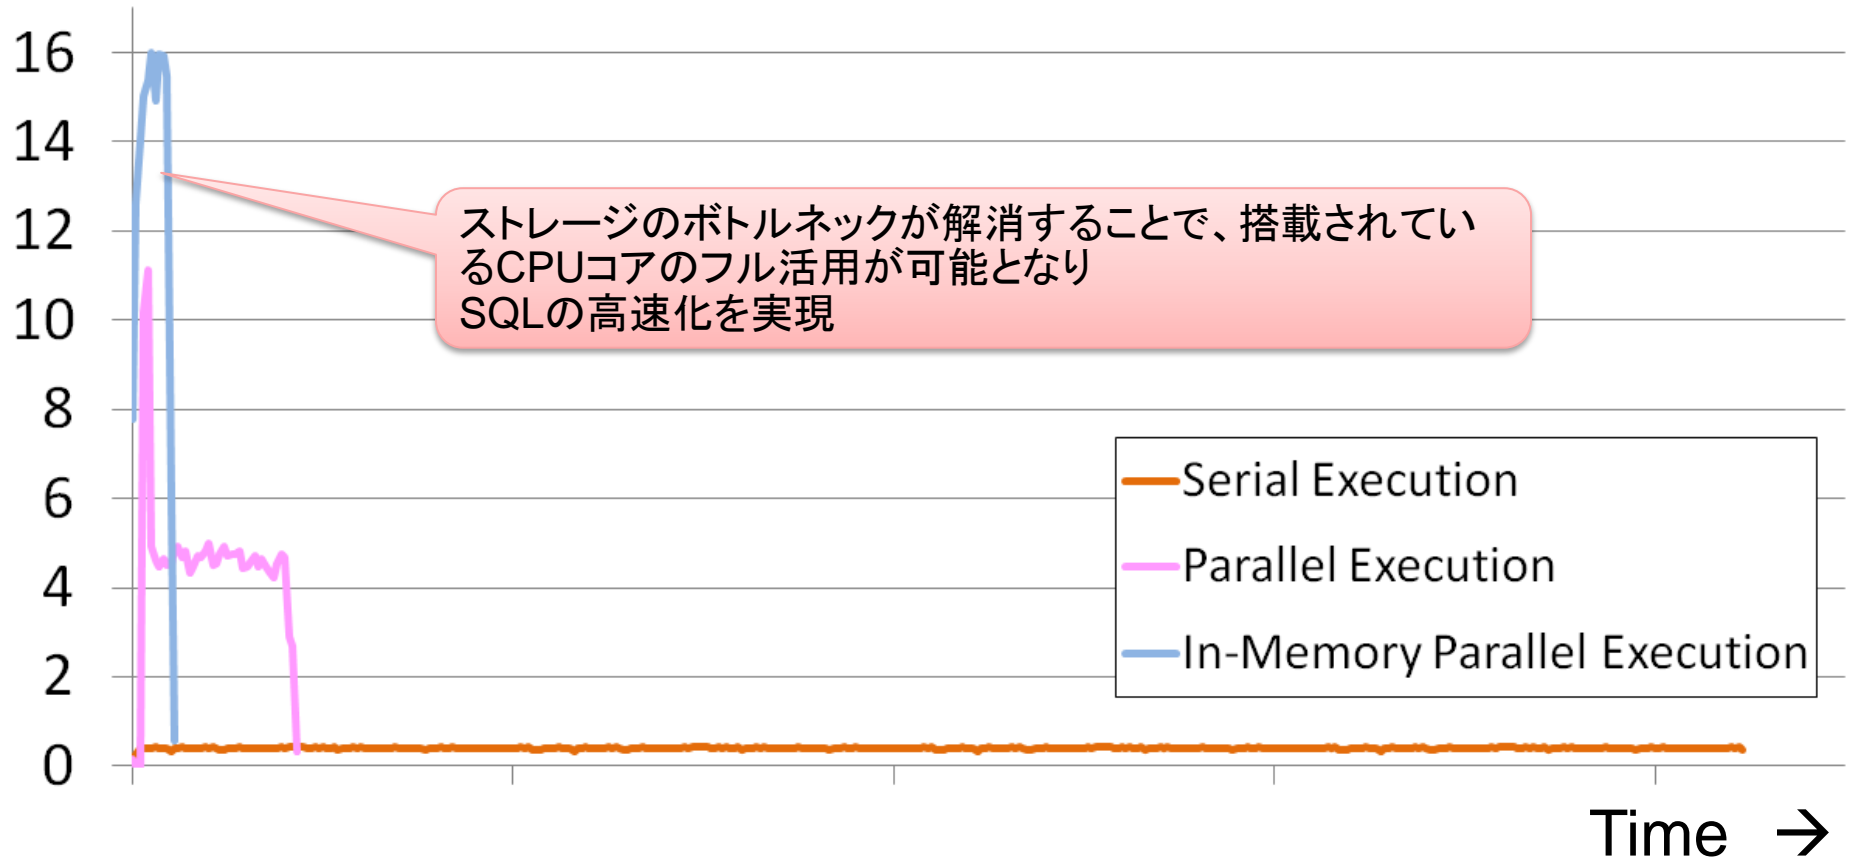 16
14
12
10
8
6
4
2
0
ストレージのボトルネックが解消することで、搭載されてい
るCPUコアのフル活用が可能となり
SQLの高速化を実現
Serial Execution
Parallel Execution
In-Memory Parallel Execution
Time →